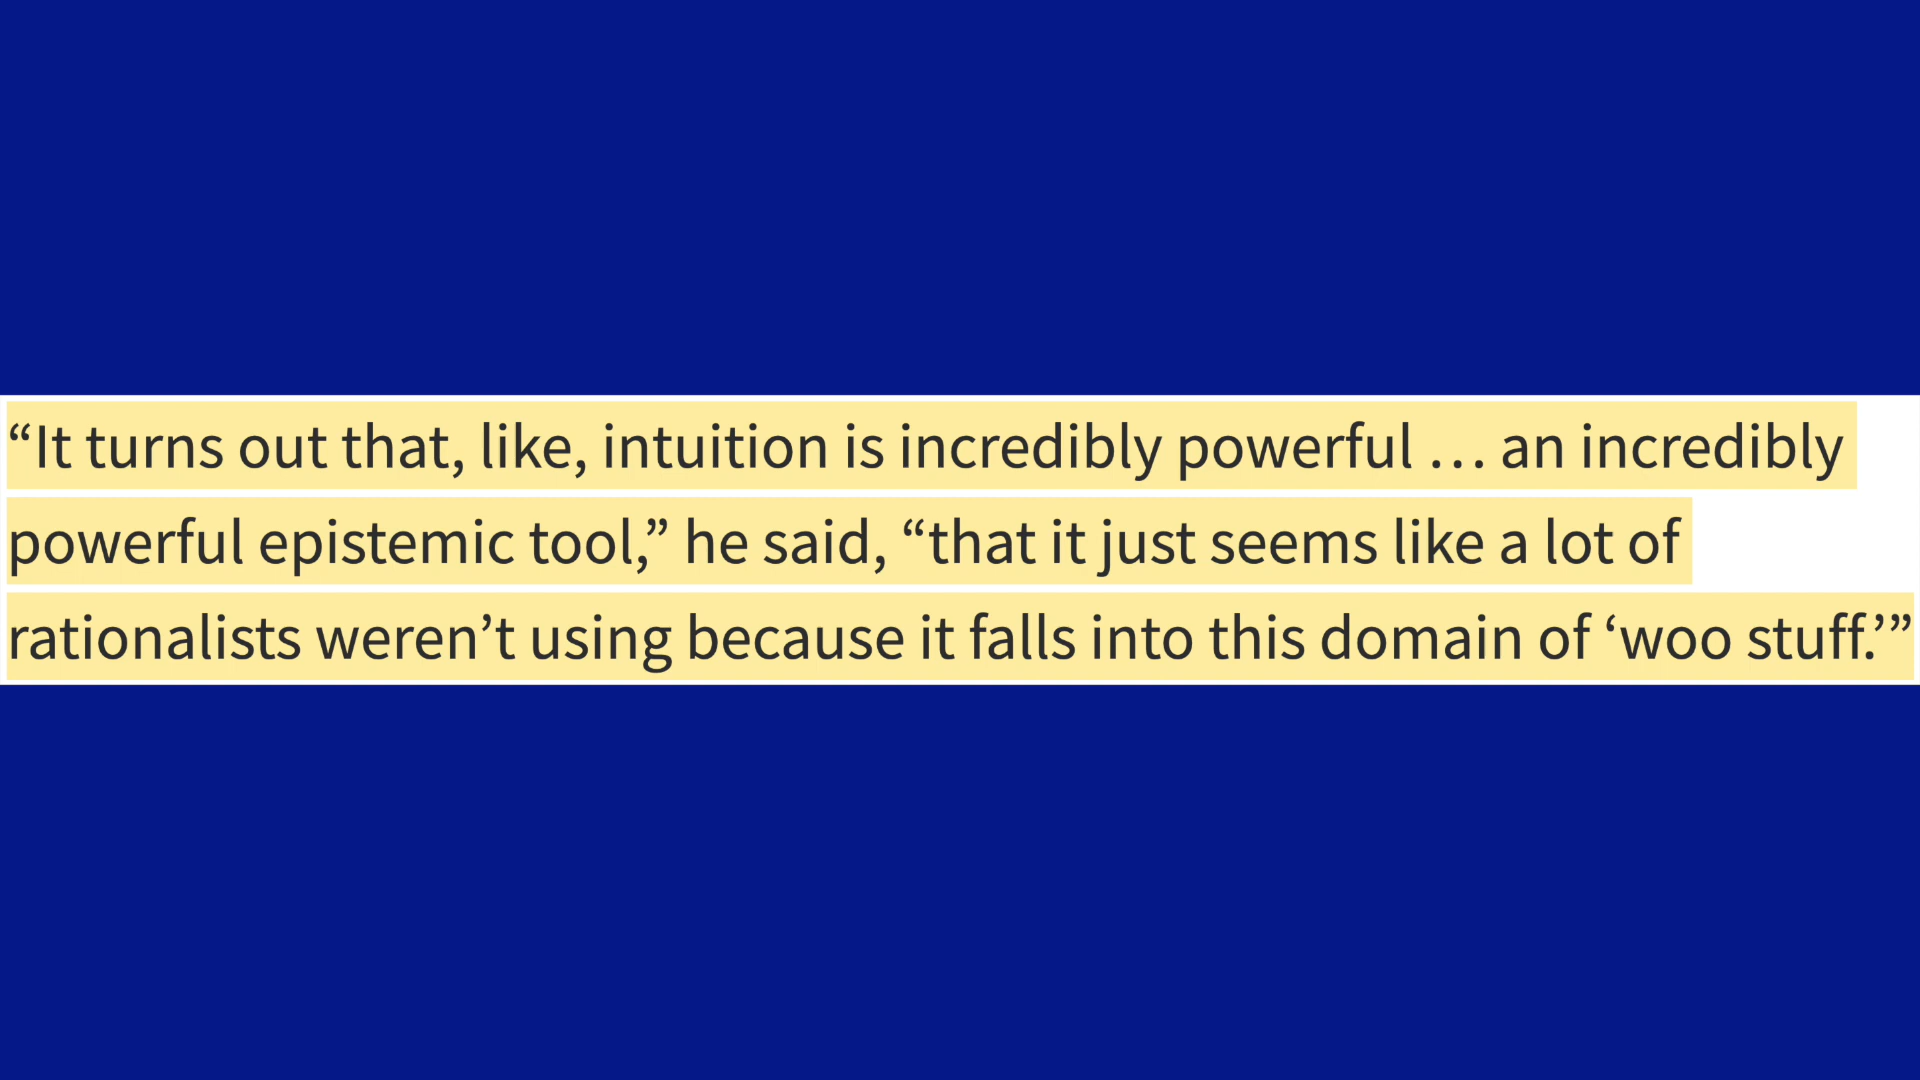 “It turns out that, like, intuition is incredibly powerful … an incredibly
powerful epistemic tool,” he said, “that it just seems like a lot of
rationalists weren’t using because it falls into this domain of ‘woo stuff.’”